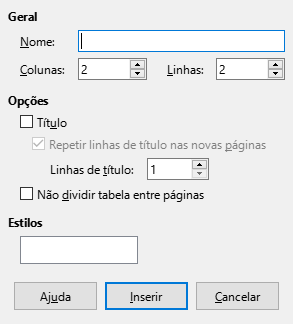 Geral
Nome:
Colunas: 2 Linhas: 2
Opções
Título
Repetir linhas de título nas novas páginas
Linhas de título: 1
Não dividir tabela entre páginas
Estilos
Ajuda Inserir Cancelar